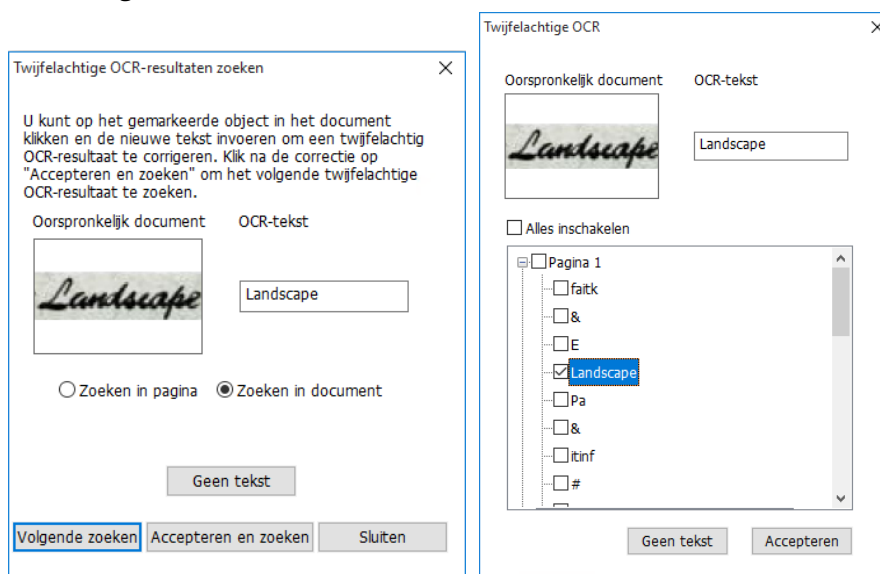 Twijfelachtige OCR-resultaten zoeken
U kunt op het gemarkeerde object in het document
klikken en de nieuwe tekst invoeren om een twijfelachtig
OCR-resultaat te corrigeren. Klik na de correctie op
"Accepteren en zoeken" om het volgende twijfelachtige
OCR-resultaat te zoeken.
Oorspronkelijk document OCR-tekst
Landscape Landscape
Zoeken in pagina Zoeken in document
Geen tekst
Volgende zoeken Accepteren en zoeken Sluiten
Twijfelachtige OCR
Oorspronkelijk document OCR-tekst
Landscape Landscape
Alles inschakelen
Pagina 1
faitk
&
E
Landscape
Pa
&
itinf
#
Geen tekst Accepteren